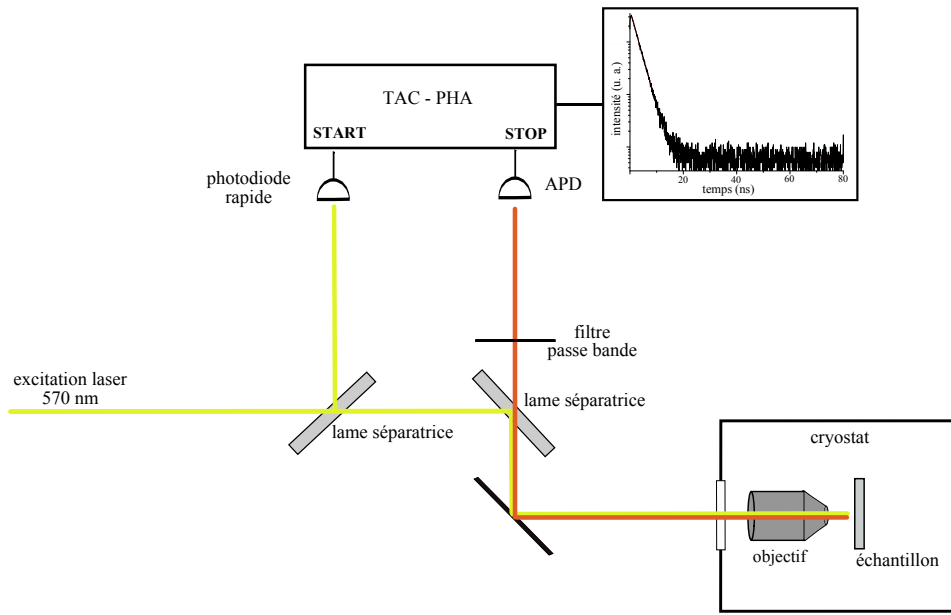 TAC - PHA
START
STOP
intensité (u. a.)
20
40
60
80
temps (ns)
photodiode
rapide
APD
filtre
passe bande
excitation laser
570 nm
lame séparatrice
lame séparatrice
cryostat
objectif
échantillon